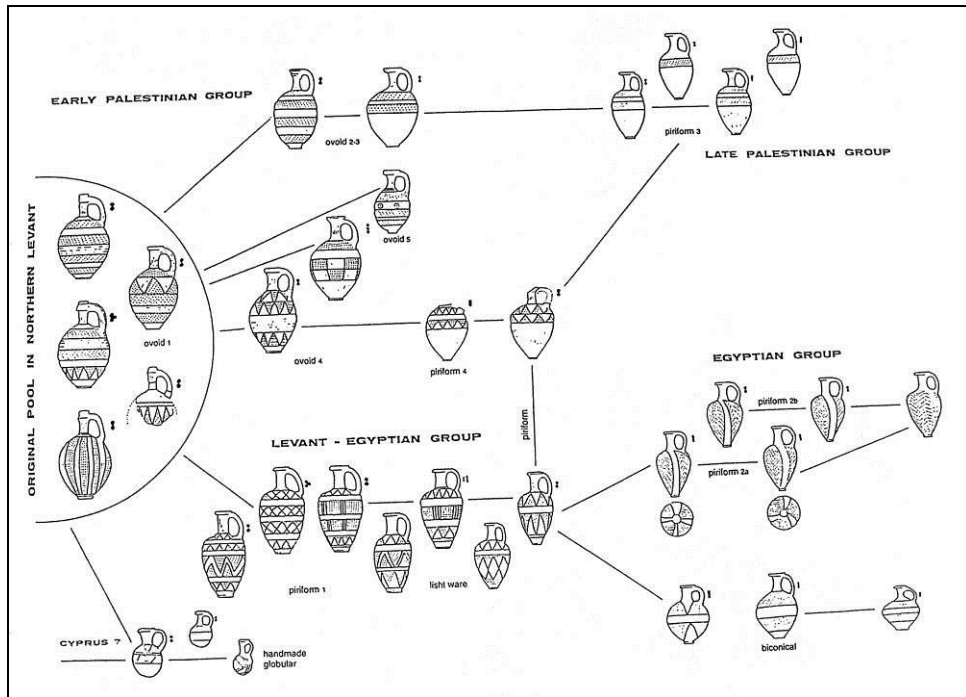 EARLY PALESTINIAN GROUP
ovoid 2-3
piriform 3
LATE PALESTINIAN GROUP
ORIGINAL POOL IN NORTHERN LEVANT
ovoid 1
ovoid 5
ovoid 4
piriform 4
EGYPTIAN GROUP
piriform 2b
piriform
LEVANT - EGYPTIAN GROUP
piriform 2a
piriform 1
lisht ware
CYPRUS ?
handmade
globular
biconical